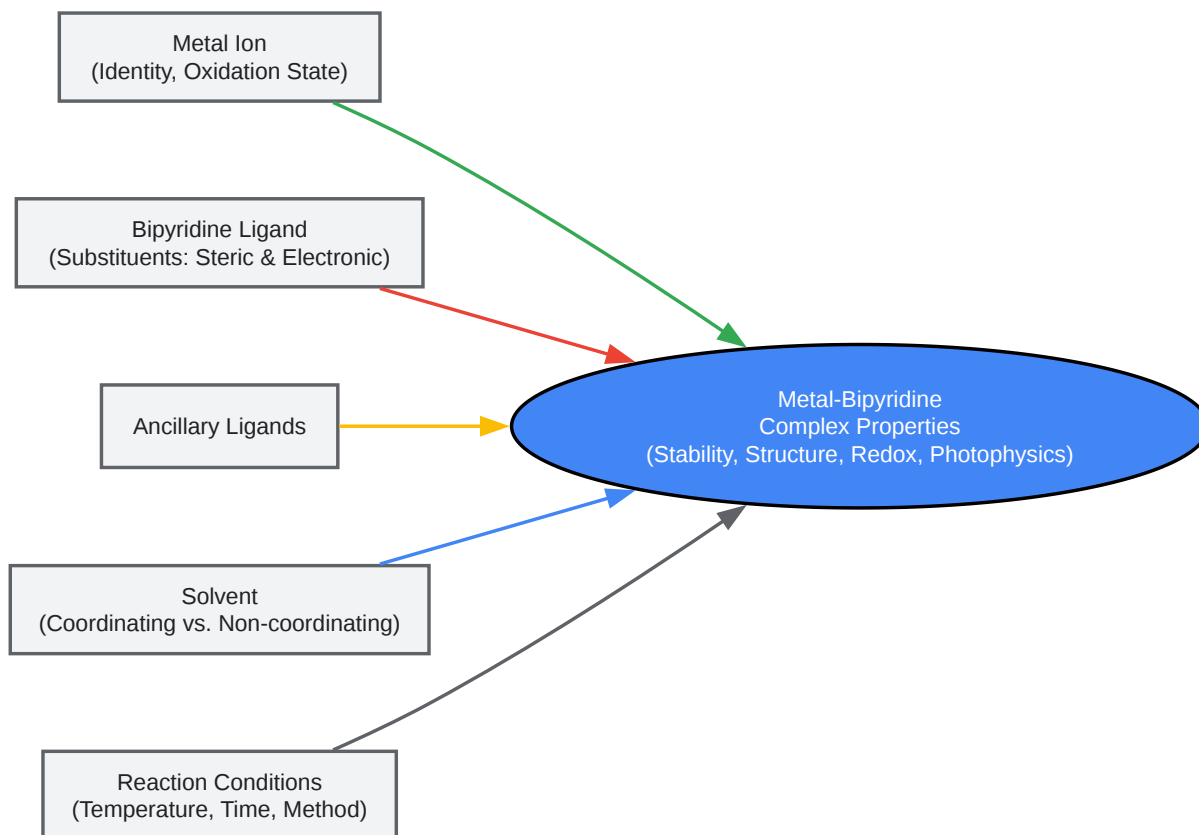 Metal Ion
(Identity, Oxidation State)
Bipyridine Ligand
(Substituents: Steric & Electronic)
Ancillary Ligands
Metal-Bipyridine
Complex Properties
(Stability, Structure, Redox, Photophysics)
Solvent
(Coordinating vs. Non-coordinating)
Reaction Conditions
(Temperature, Time, Method)